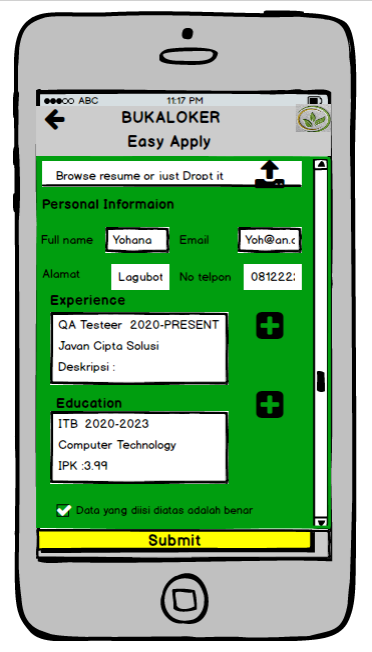 ABC 11:17 PM
BUKALOKER
Easy Apply
Browse resume or just Dropt it
Personal Informaion
Full name Yohana Email Yoh@an.c
Alamat Lagubot No telpon 081222
Experience
QA Testeer 2020-PRESENT
Javan Cipta Solusi
Deskripsi :
Education
ITB 2020-2023
Computer Technology
IPK :3.99
Data yang diisi diatas adalah benar
Submit